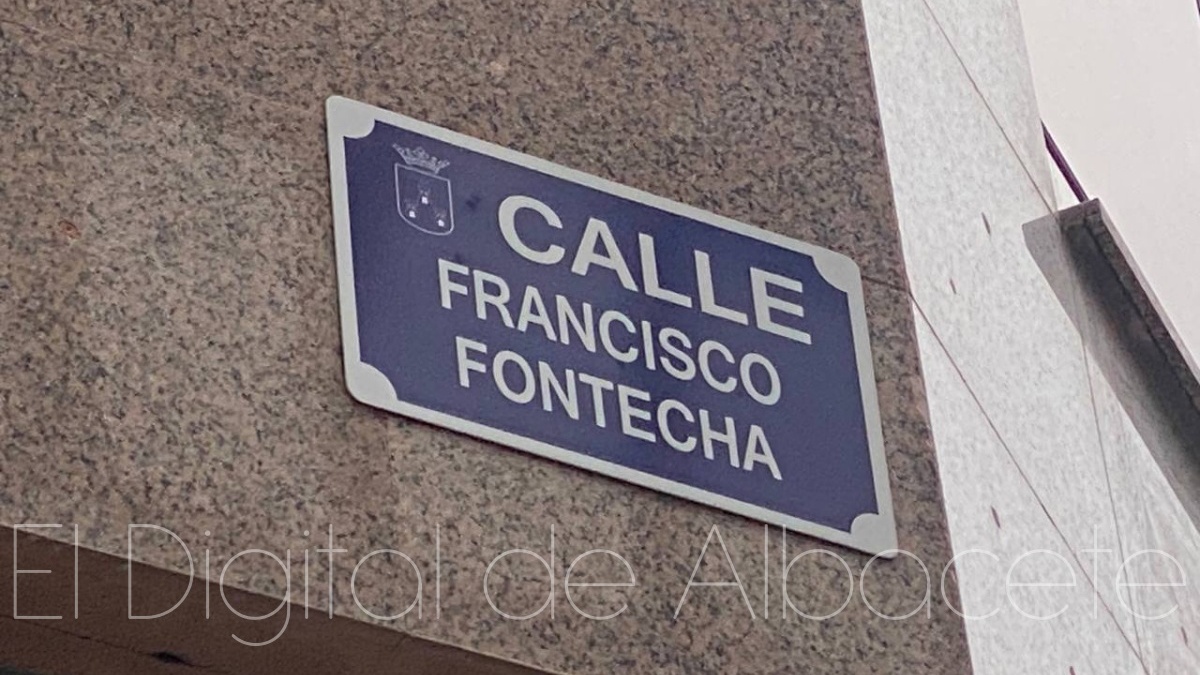 CALLE
FRANCISCO
FONTECHA
El Digital de Albacete